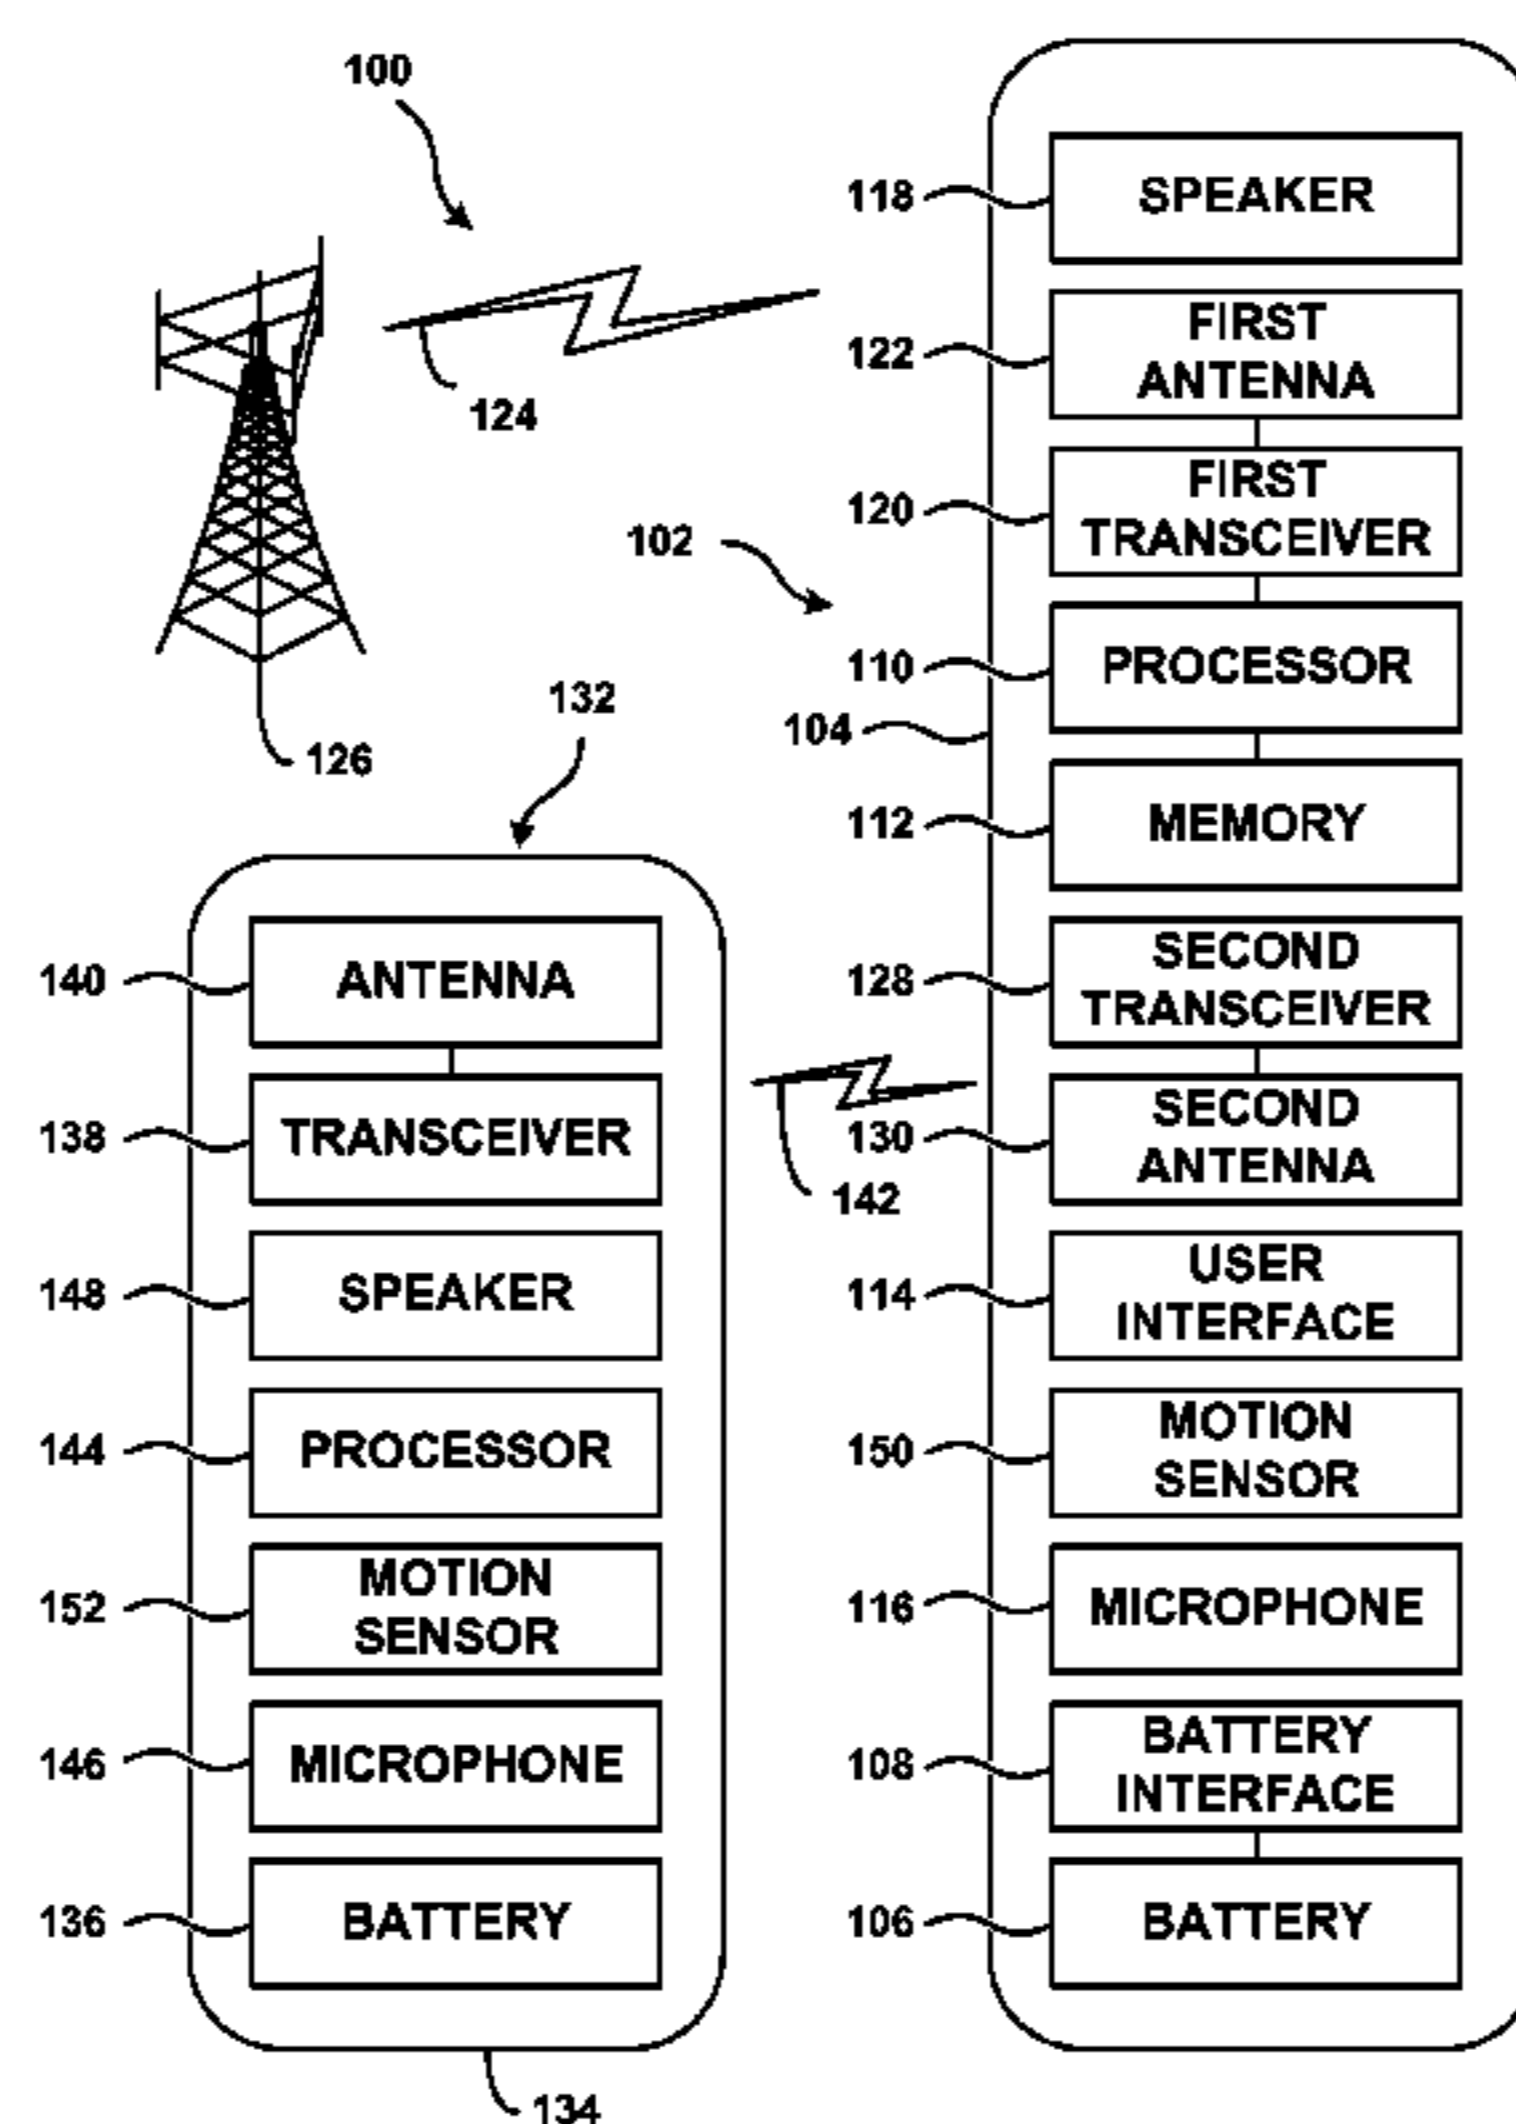 100
118
SPEAKER
122
FIRST
ANTENNA
124
120
FIRST
TRANSCEIVER
102
110
PROCESSOR
104
126
132
112
MEMORY
140
ANTENNA
128
SECOND
TRANSCEIVER
138
TRANSCEIVER
142
130
SECOND
ANTENNA
148
SPEAKER
114
USER
INTERFACE
144
PROCESSOR
150
MOTION
SENSOR
152
MOTION
SENSOR
116
MICROPHONE
146
MICROPHONE
108
BATTERY
INTERFACE
136
BATTERY
106
BATTERY
134